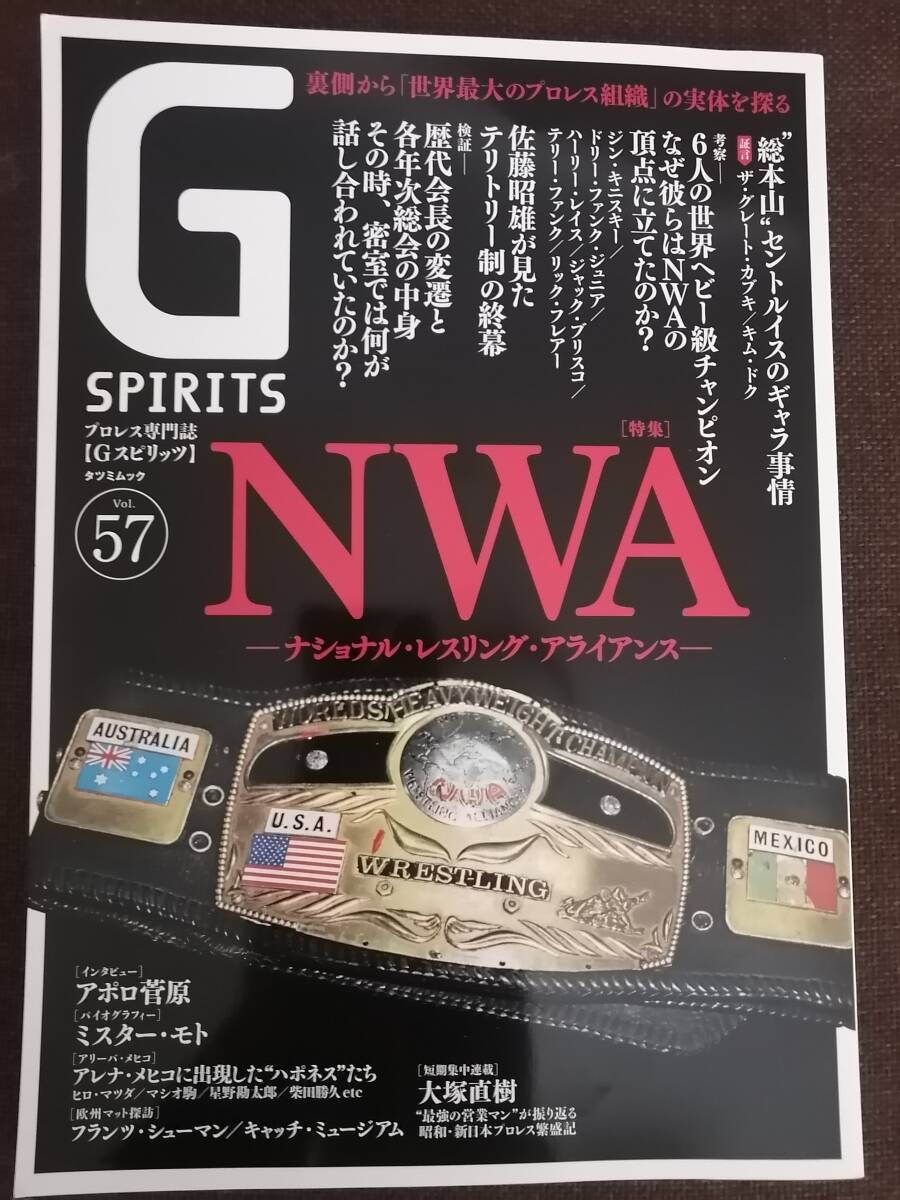 G
SPIRITS
プロレス専門誌
【Gスピリッツ】
タツミムック
Vol.
57
裏側から「世界最大のプロレス組織」の実体を探る
"総本山"セントルイスのギャラ事情
証言 ザ・グレート・カブキ/キム・ドク
考察―
6人の世界ヘビー級チャンピオン
なぜ彼らはNWAの
頂点に立てたのか?
ジン・キニスキー/
ドリー・ファンク・ジュニア/
ハーリー・レイス/ジャック・ブリスコ/
テリー・ファンク/リック・フレアー
佐藤昭雄が見た
テリトリー制の終幕
検証―
歴代会長の変遷と
各年次総会の中身
その時、密室では何が
話し合われていたのか?
[特集]
NWA
―ナショナル・レスリング・アライアンス―
WORLDS HEAVYWEIGHT CHAMPION
AUSTRALIA
NWA
U.S.A.
WRESTLING
MEXICO
[インタビュー]
アポロ菅原
[バイオグラフィー]
ミスター・モト
[アリーバ・メヒコ]
アレナ・メヒコに出現した"ハポネス"たち
ヒロ・マツダ/マシオ駒/星野勘太郎/柴田勝久etc
[欧州マット探訪]
フランツ・シューマン/キャッチ・ミュージアム
[短期集中連載]
大塚直樹
"最強の営業マン"が振り返る
昭和・新日本プロレス繁盛記